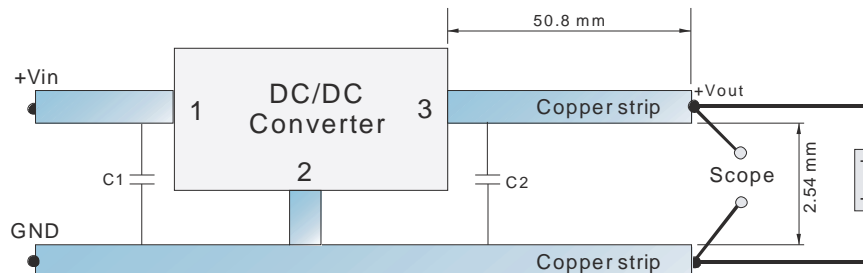 50.8 mm
+Vin
+Vout
1
DC/DC
Converter
3
Copper strip
2
C1
C2
Scope
2.54 mm
GND
Copper strip